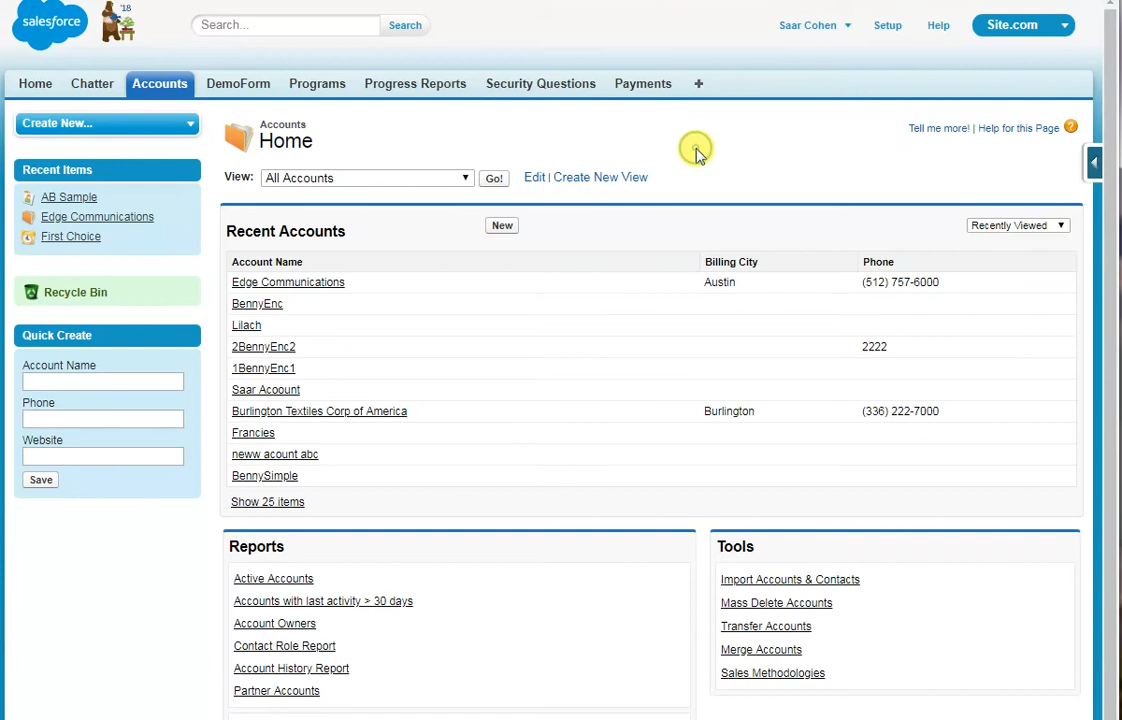 salesforce
'18
Search...
Search
Saar Cohen
Setup
Help
Site.com
Home
Chatter
Accounts
DemoForm
Programs
Progress Reports
Security Questions
Payments
+
Create New...
Recent Items
AB Sample
Edge Communications
First Choice
Recycle Bin
Quick Create
Account Name
Phone
Website
Save
Accounts
Home
Tell me more! | Help for this Page ?
View: All Accounts Go! Edit | Create New View
Recent Accounts New Recently Viewed
Account Name Billing City Phone
Edge Communications Austin (512) 757-6000
BennyEnc
Lilach
2BennyEnc2 2222
1BennyEnc1
Saar Acoount
Burlington Textiles Corp of America Burlington (336) 222-7000
Francies
neww acount abc
BennySimple
Show 25 items
Reports
Active Accounts
Accounts with last activity > 30 days
Account Owners
Contact Role Report
Account History Report
Partner Accounts
Tools
Import Accounts & Contacts
Mass Delete Accounts
Transfer Accounts
Merge Accounts
Sales Methodologies